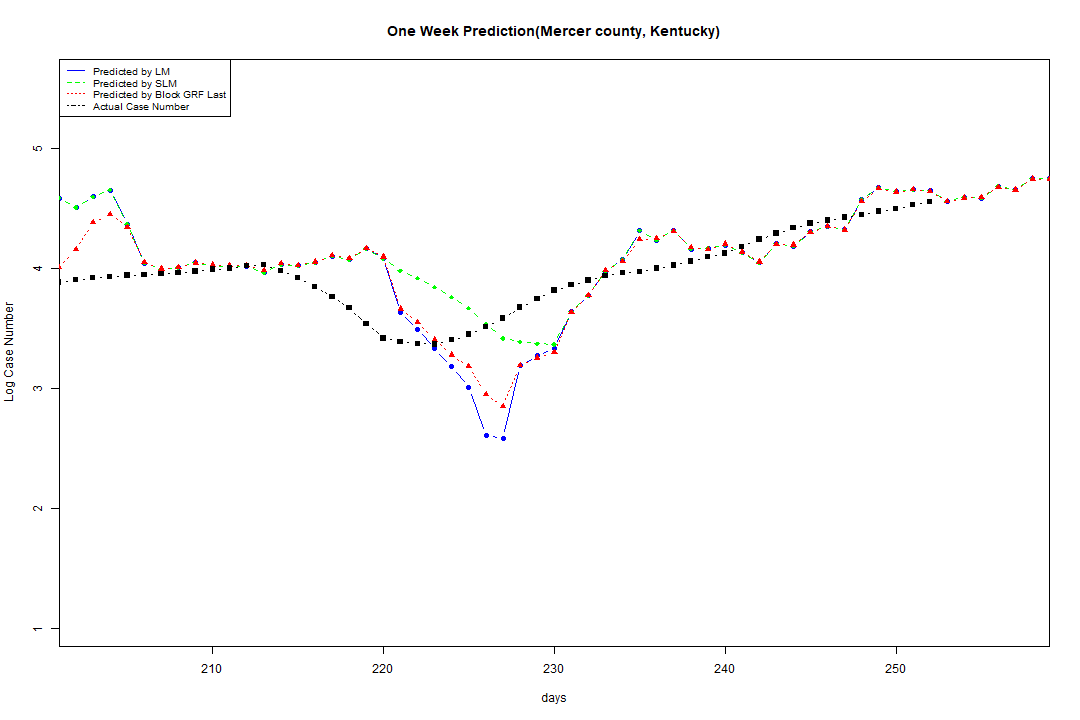 One Week Prediction(Mercer county, Kentucky)
Predicted by LM
Predicted by SLM
Predicted by Block GRF Last
Actual Case Number
5
4
3
2
1
Log Case Number
210 220 230 240 250
days